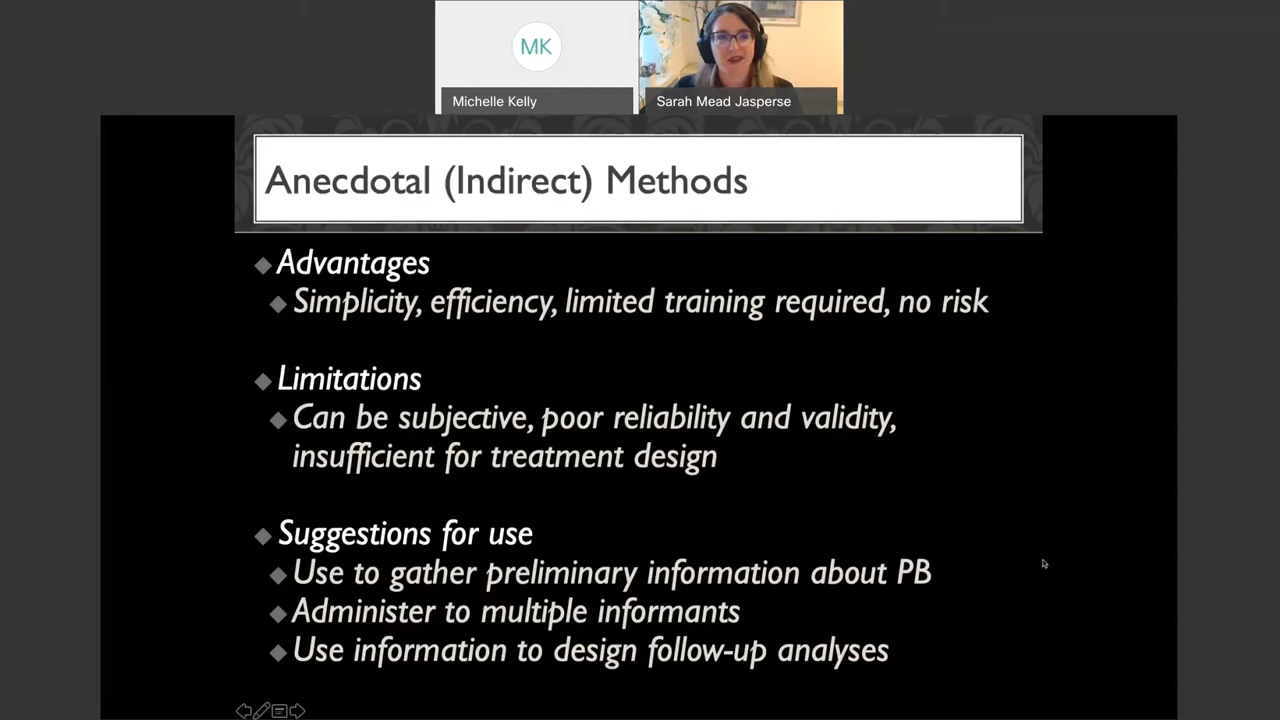 MK
Michelle Kelly
Sarah Mead Jasperse
Anecdotal (Indirect) Methods
Advantages
Simplicity, efficiency, limited training required, no risk
Limitations
Can be subjective, poor reliability and validity,
insufficient for treatment design
Suggestions for use
Use to gather preliminary information about PB
Administer to multiple informants
Use information to design follow-up analyses